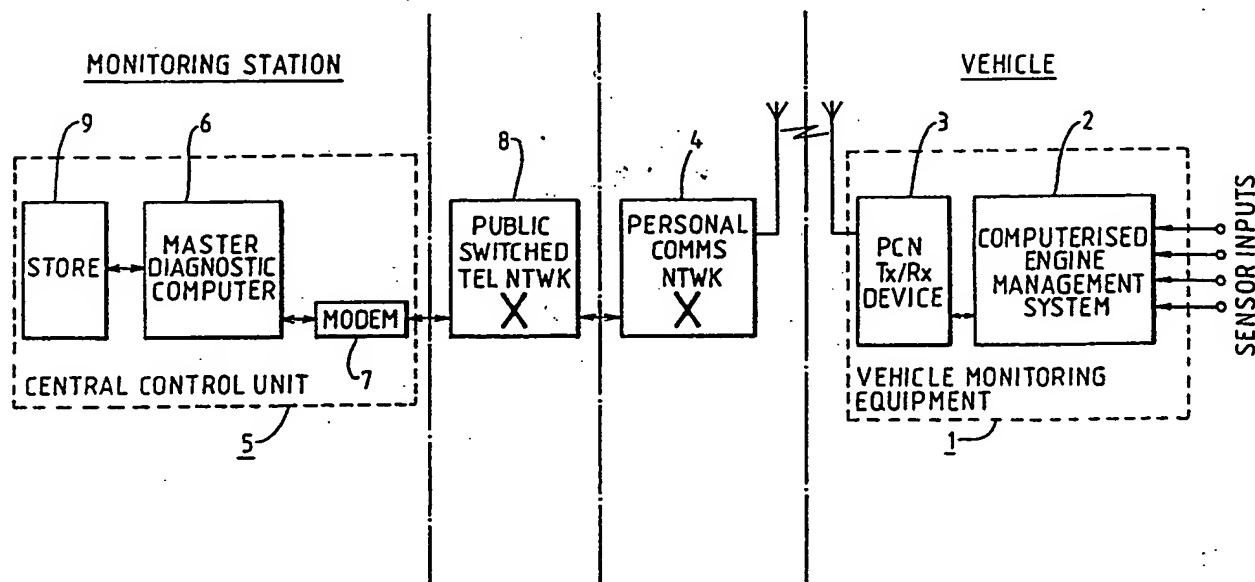 MONITORING STATION
VEHICLE
9
6
8
4
3
2
STORE
MASTER
DIAGNOSTIC
COMPUTER
MODEM
7
CENTRAL CONTROL UNIT
5
PUBLIC
SWITCHED
TEL NTWK
X
PERSONAL
COMMS
NTWK
X
PCN
Tx/Rx
DEVICE
COMPUTERISED
ENGINE
MANAGEMENT
SYSTEM
SENSOR INPUTS
VEHICLE MONITORING
EQUIPMENT
1